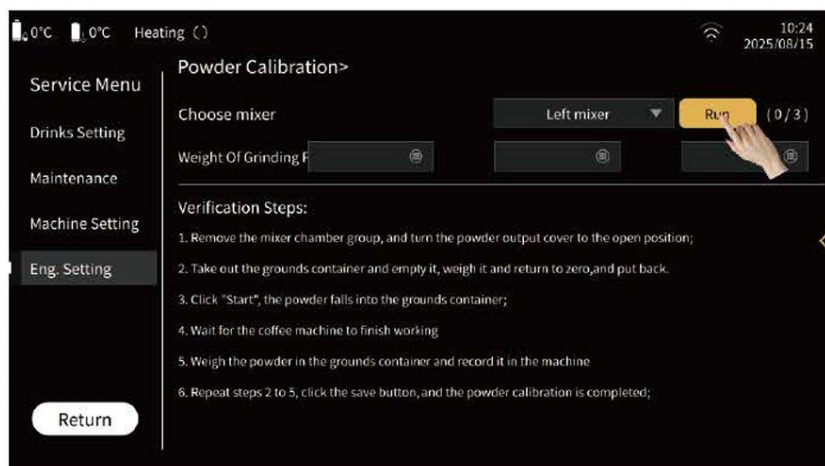 0°C 0°C Heating ( ) 10:24
2025/08/15
Service Menu
Drinks Setting
Maintenance
Machine Setting
Eng. Setting
Return
Powder Calibration>
Choose mixer Left mixer Run (0/3)
Weight Of Grinding
Verification Steps:
1. Remove the mixer chamber group, and turn the powder output cover to the open position;
2. Take out the grounds container and empty it, weigh it and return to zero,and put back.
3. Click "Start", the powder falls into the grounds container;
4. Wait for the coffee machine to finish working
5. Weigh the powder in the grounds container and record it in the machine
6. Repeat steps 2 to 5, click the save button, and the powder calibration is completed;